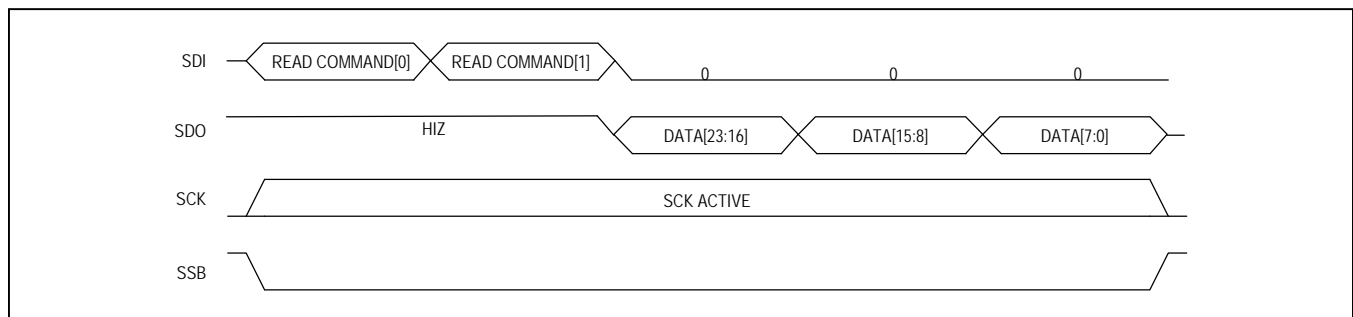 SDI READ COMMAND[0] READ COMMAND[1] 0 0 0
SDO HIZ DATA[23:16] DATA[15:8] DATA[7:0]
SCK SCK ACTIVE
SSB